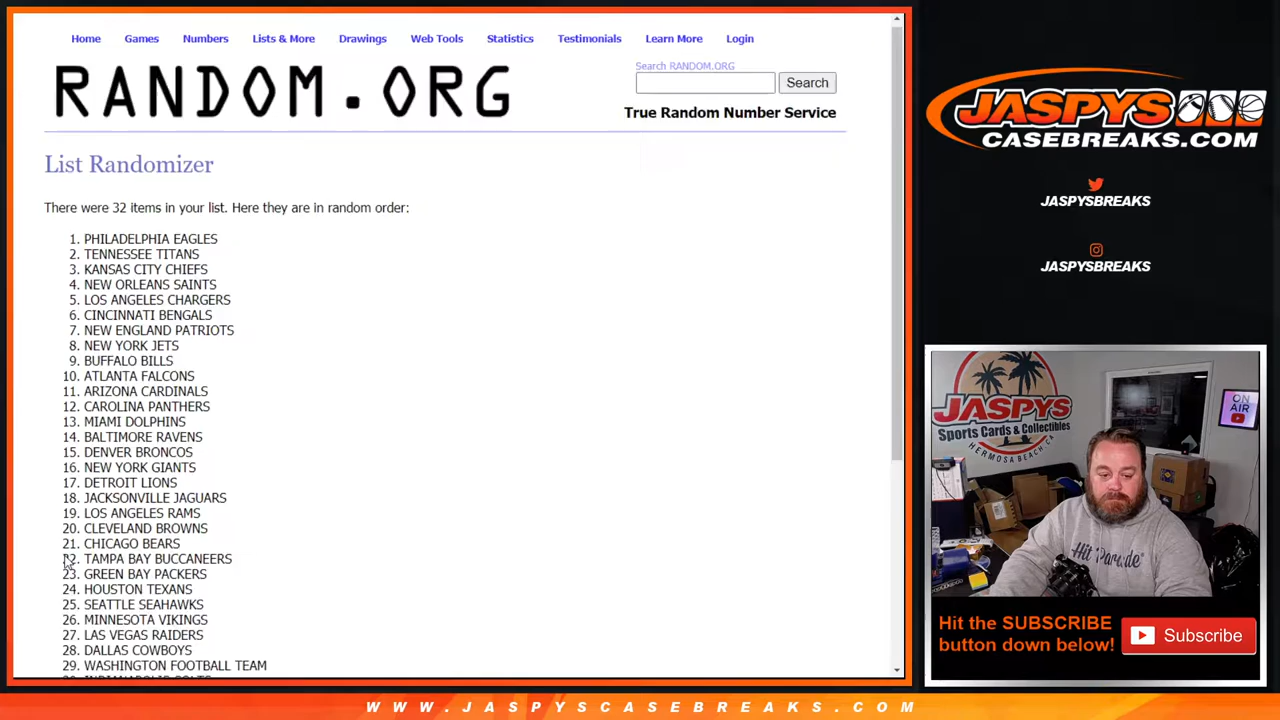 Home Games Numbers Lists & More Drawings Web Tools Statistics Testimonials Learn More Login
Search RANDOM.ORG
RANDOM.ORG
Search
True Random Number Service
List Randomizer
There were 32 items in your list. Here they are in random order:
1. PHILADELPHIA EAGLES
2. TENNESSEE TITANS
3. KANSAS CITY CHIEFS
4. NEW ORLEANS SAINTS
5. LOS ANGELES CHARGERS
6. CINCINNATI BENGALS
7. NEW ENGLAND PATRIOTS
8. NEW YORK JETS
9. BUFFALO BILLS
10. ATLANTA FALCONS
11. ARIZONA CARDINALS
12. CAROLINA PANTHERS
13. MIAMI DOLPHINS
14. BALTIMORE RAVENS
15. DENVER BRONCOS
16. NEW YORK GIANTS
17. DETROIT LIONS
18. JACKSONVILLE JAGUARS
19. LOS ANGELES RAMS
20. CLEVELAND BROWNS
21. CHICAGO BEARS
22. TAMPA BAY BUCCANEERS
23. GREEN BAY PACKERS
24. HOUSTON TEXANS
25. SEATTLE SEAHAWKS
26. MINNESOTA VIKINGS
27. LAS VEGAS RAIDERS
28. DALLAS COWBOYS
29. WASHINGTON FOOTBALL TEAM
JASPYS
CASEBREAKS.COM
JASPYSBREAKS
JASPYSBREAKS
JASPYS
Sports Cards & Collectibles
HERMOSA BEACH, CA
ON
AIR
Hit Parade
Hit the SUBSCRIBE
button down below!
Subscribe
WWW.JASPYSCASEBREAKS.COM